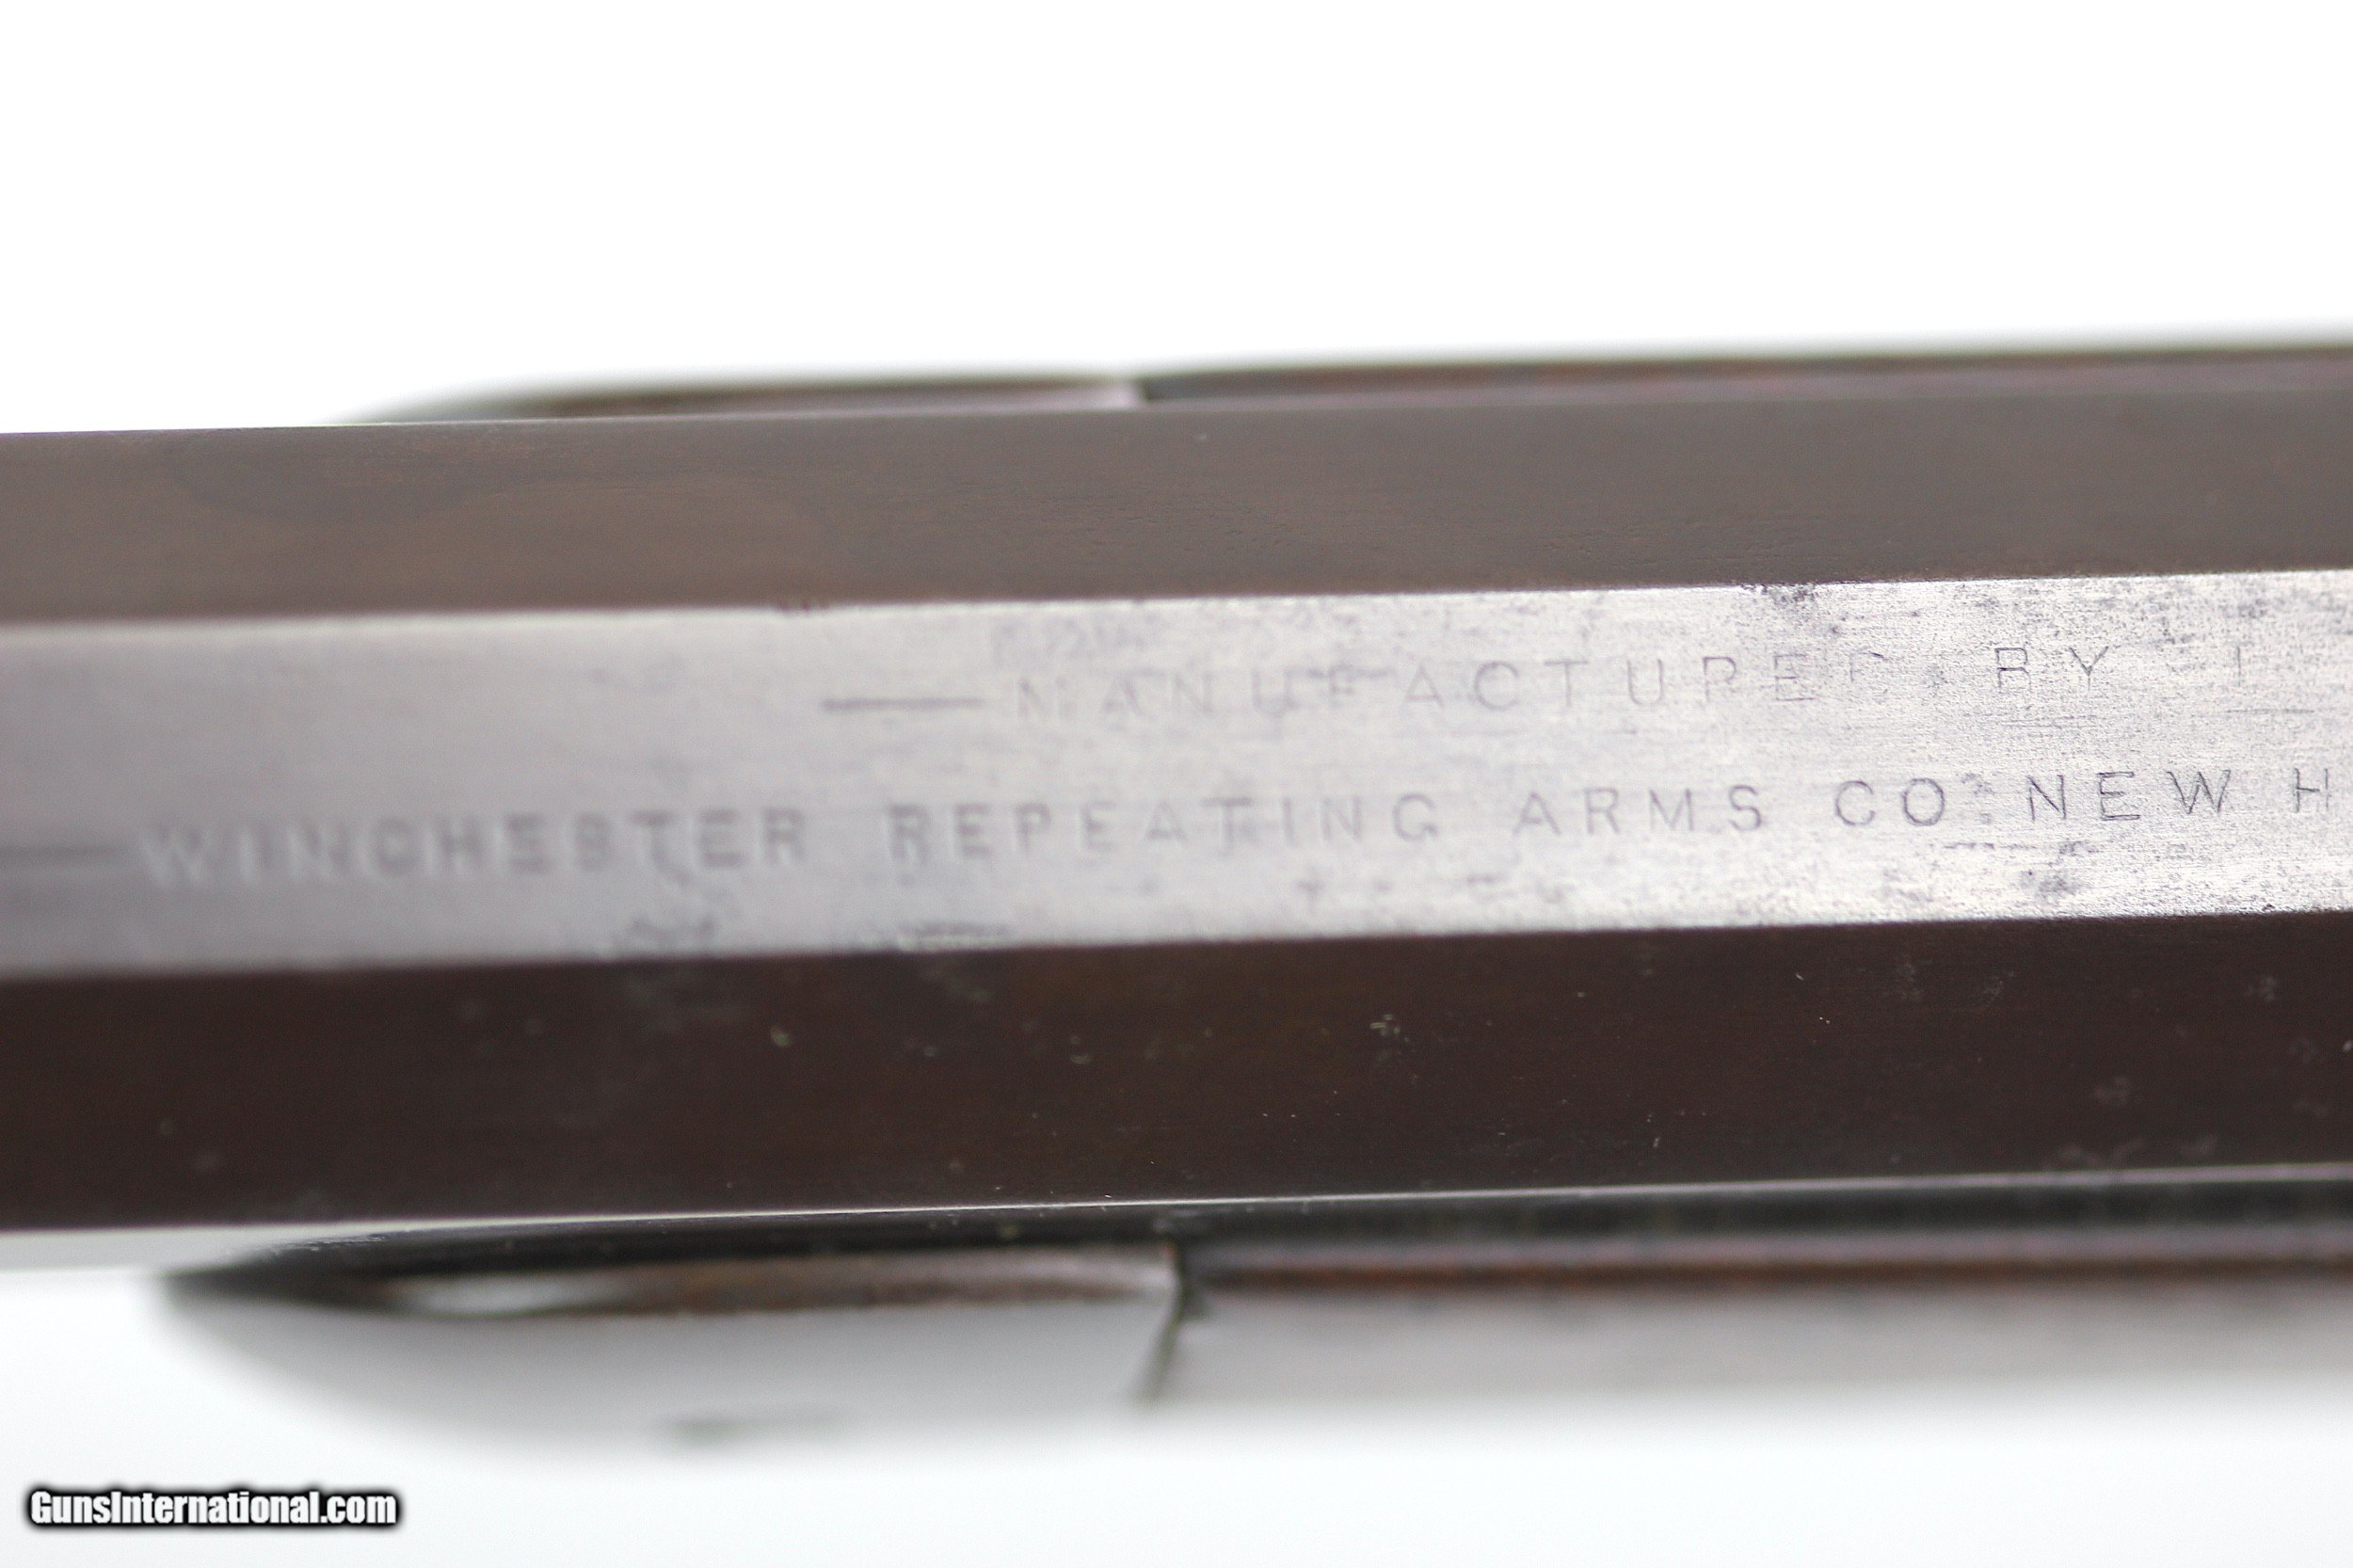 — MANUFACTURED BY
— WINCHESTER REPEATING ARMS CO. NEW H
GunsInternational.com